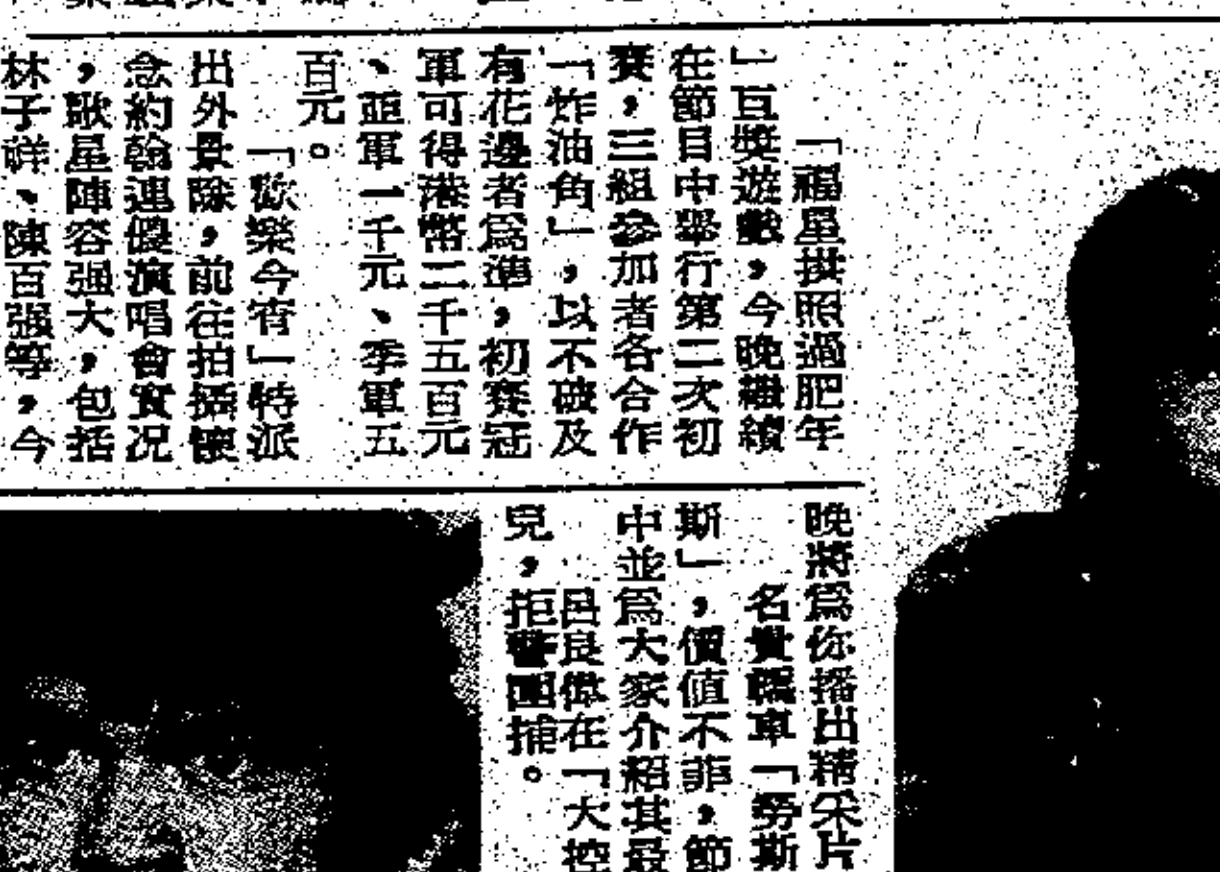 「福星拱照過肥年
」互獎遊戲，今晚繼續
在節目中舉行第二次初
賽，三組參加者各合作
「炸油角」，以不破及
有花邊者爲準，初賽冠
軍可得港幣二千五百元
、亞軍一千元、季軍五
百元。
「歡樂今宵」特派
出外景隊，前往拍攝懷
念約翰連儂演唱會實況
，歌星陣容强大，包括
林子祥、陳百强等，今
晚將爲你播出精采片
名貴轎車「勞斯
斯」，價値不菲，節
中並爲大家介紹其最
呂良偉在「大控
兒，拒警圍捕。